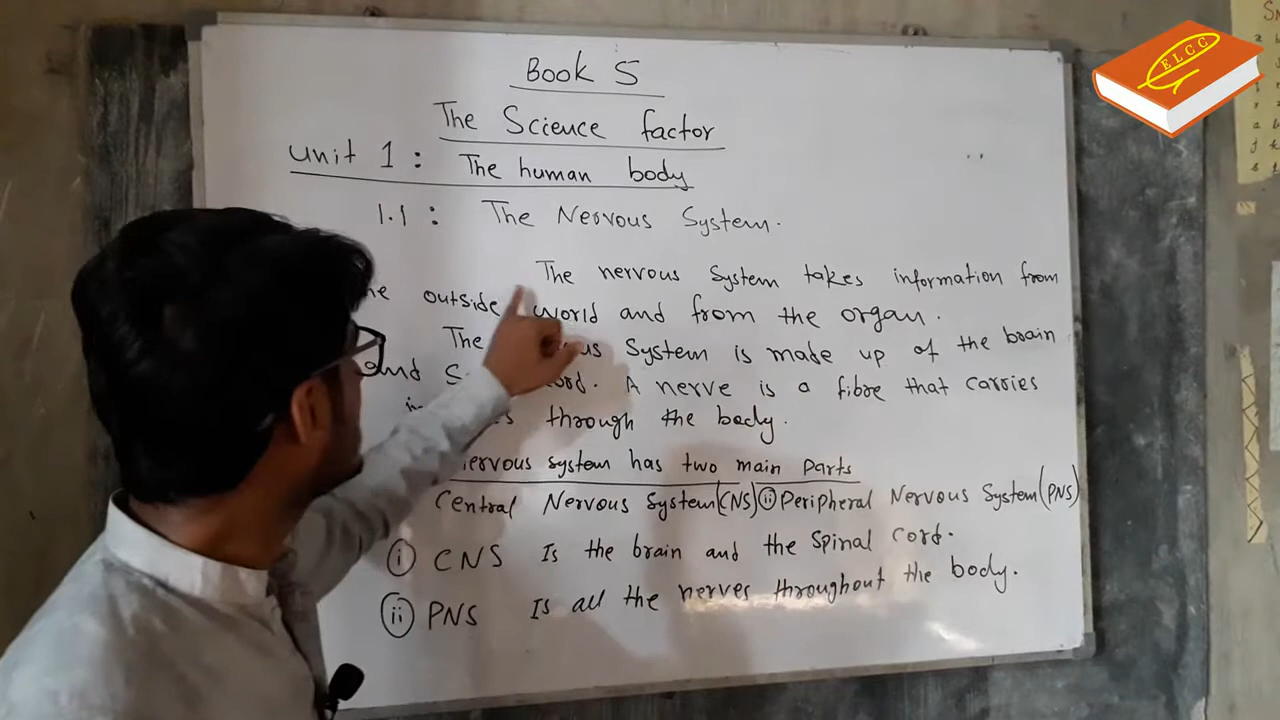 Book 5
The Science factor
unit 1 : The human body
1.1 : The Nervous System.
The nervous System takes information from
outside world and from the organ.
The System is made up of the brain
and A nerve is a fibre that carries
through the body.
nervous system has two main parts
Central Nervous System (CNS) (ii) Peripheral Nervous System (PNS)
(i) CNS Is the brain and the Spinal Cord.
(ii) PNS Is all the nerves throughout the body.
ELCC